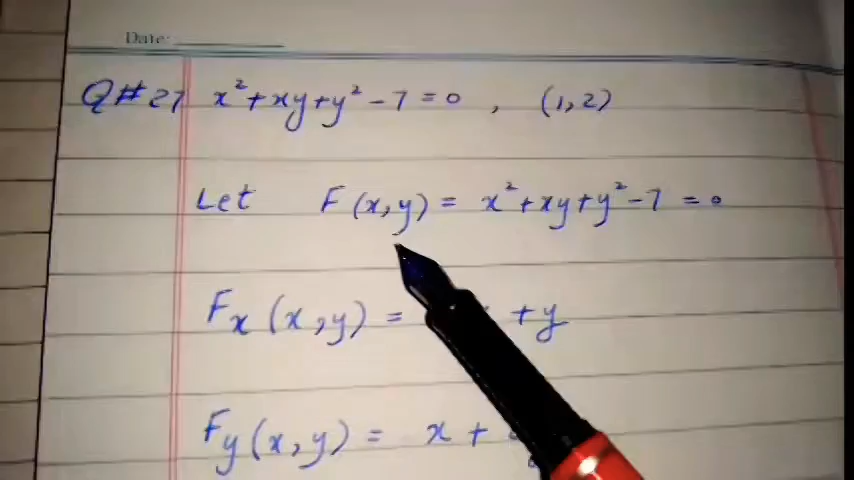 Date:
Q#27 x²+xy+y²-7=0 , (1,2)
Let F(x,y) = x²+xy+y²-7 = 0
Fx(x,y) = +y
Fy(x,y) = x +